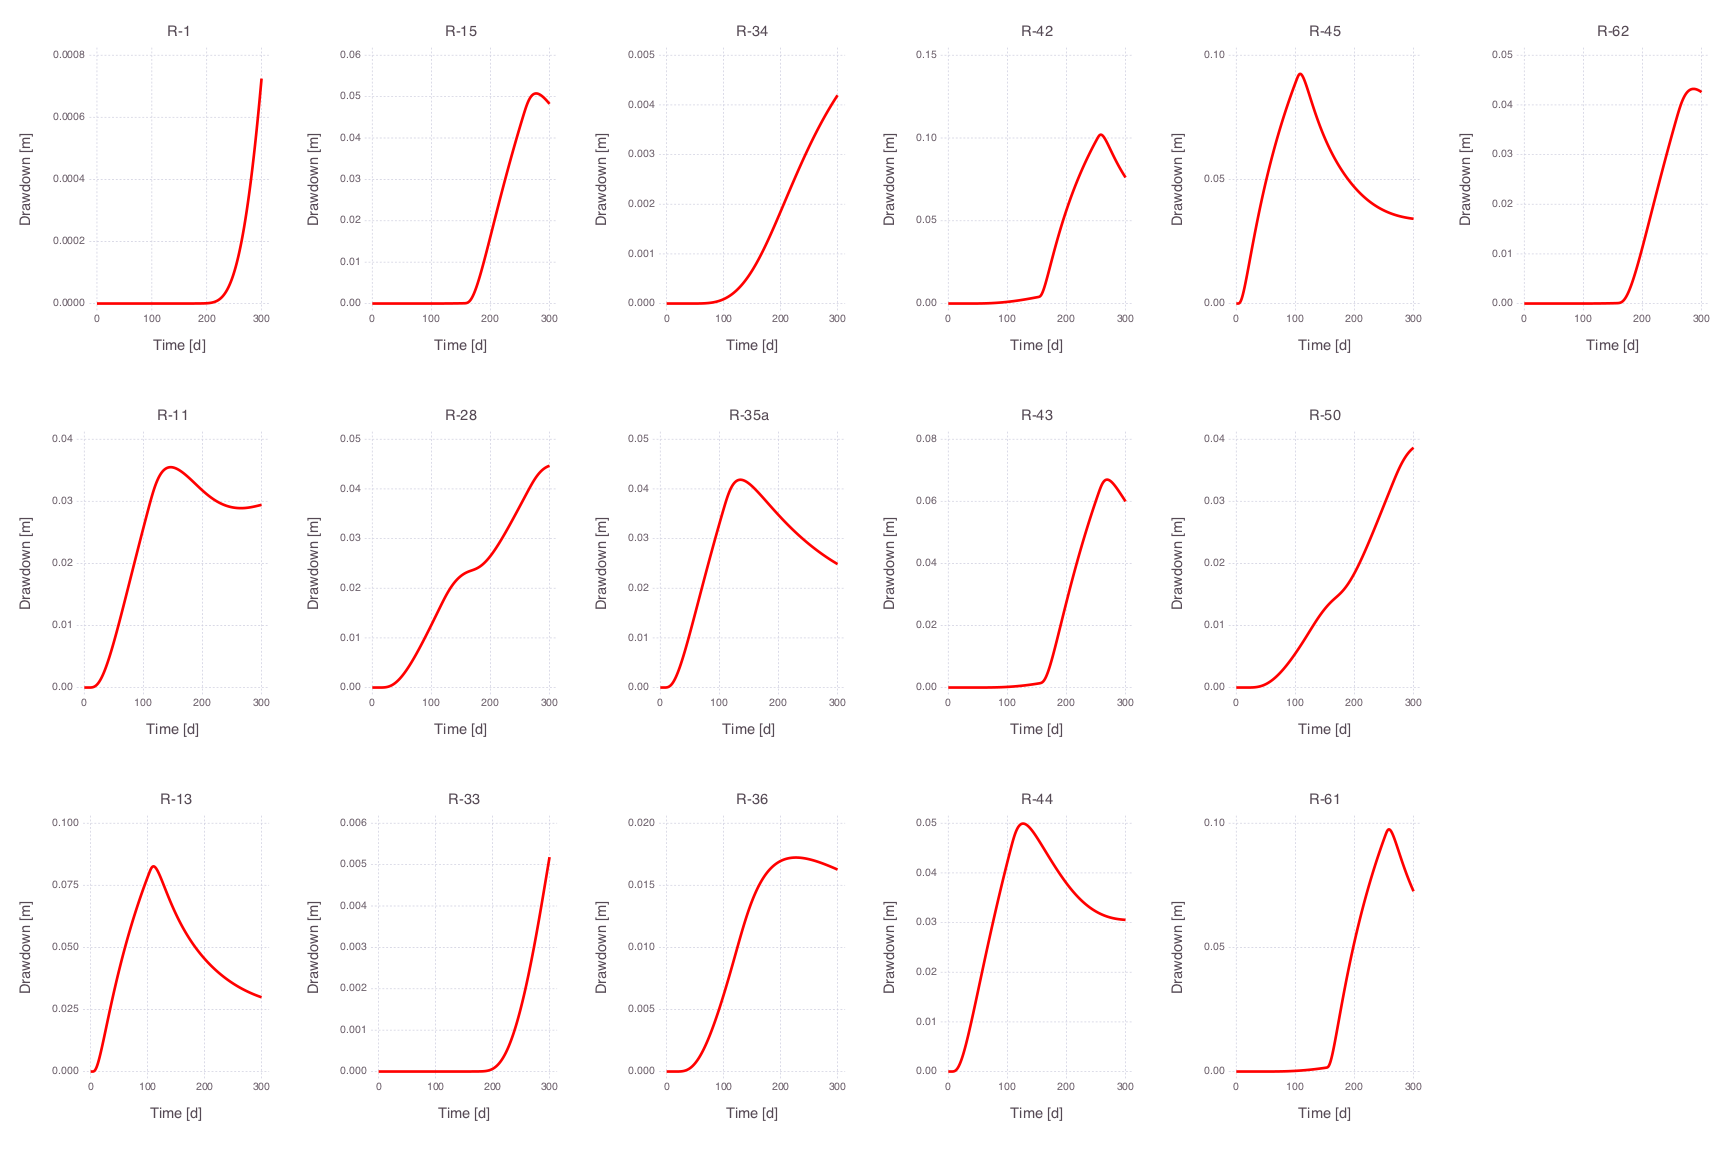 R-1
0.0008
0.0006
0.0004
0.0002
0.0000
0 100 200 300
Drawdown [m]
Time [d]
R-15
0.06
0.05
0.04
0.03
0.02
0.01
0.00
0 100 200 300
Drawdown [m]
Time [d]
R-34
0.005
0.004
0.003
0.002
0.001
0.000
0 100 200 300
Drawdown [m]
Time [d]
R-42
0.15
0.10
0.05
0.00
0 100 200 300
Drawdown [m]
Time [d]
R-45
0.10
0.05
0.00
0 100 200 300
Drawdown [m]
Time [d]
R-62
0.05
0.04
0.03
0.02
0.01
0.00
0 100 200 300
Drawdown [m]
Time [d]
R-11
0.04
0.03
0.02
0.01
0.00
0 100 200 300
Drawdown [m]
Time [d]
R-28
0.05
0.04
0.03
0.02
0.01
0.00
0 100 200 300
Drawdown [m]
Time [d]
R-35a
0.05
0.04
0.03
0.02
0.01
0.00
0 100 200 300
Drawdown [m]
Time [d]
R-43
0.08
0.06
0.04
0.02
0.00
0 100 200 300
Drawdown [m]
Time [d]
R-50
0.04
0.03
0.02
0.01
0.00
0 100 200 300
Drawdown [m]
Time [d]
R-13
0.100
0.075
0.050
0.025
0.000
0 100 200 300
Drawdown [m]
Time [d]
R-33
0.006
0.005
0.004
0.003
0.002
0.001
0.000
0 100 200 300
Drawdown [m]
Time [d]
R-36
0.020
0.015
0.010
0.005
0.000
0 100 200 300
Drawdown [m]
Time [d]
R-44
0.05
0.04
0.03
0.02
0.01
0.00
0 100 200 300
Drawdown [m]
Time [d]
R-61
0.10
0.05
0.00
0 100 200 300
Drawdown [m]
Time [d]